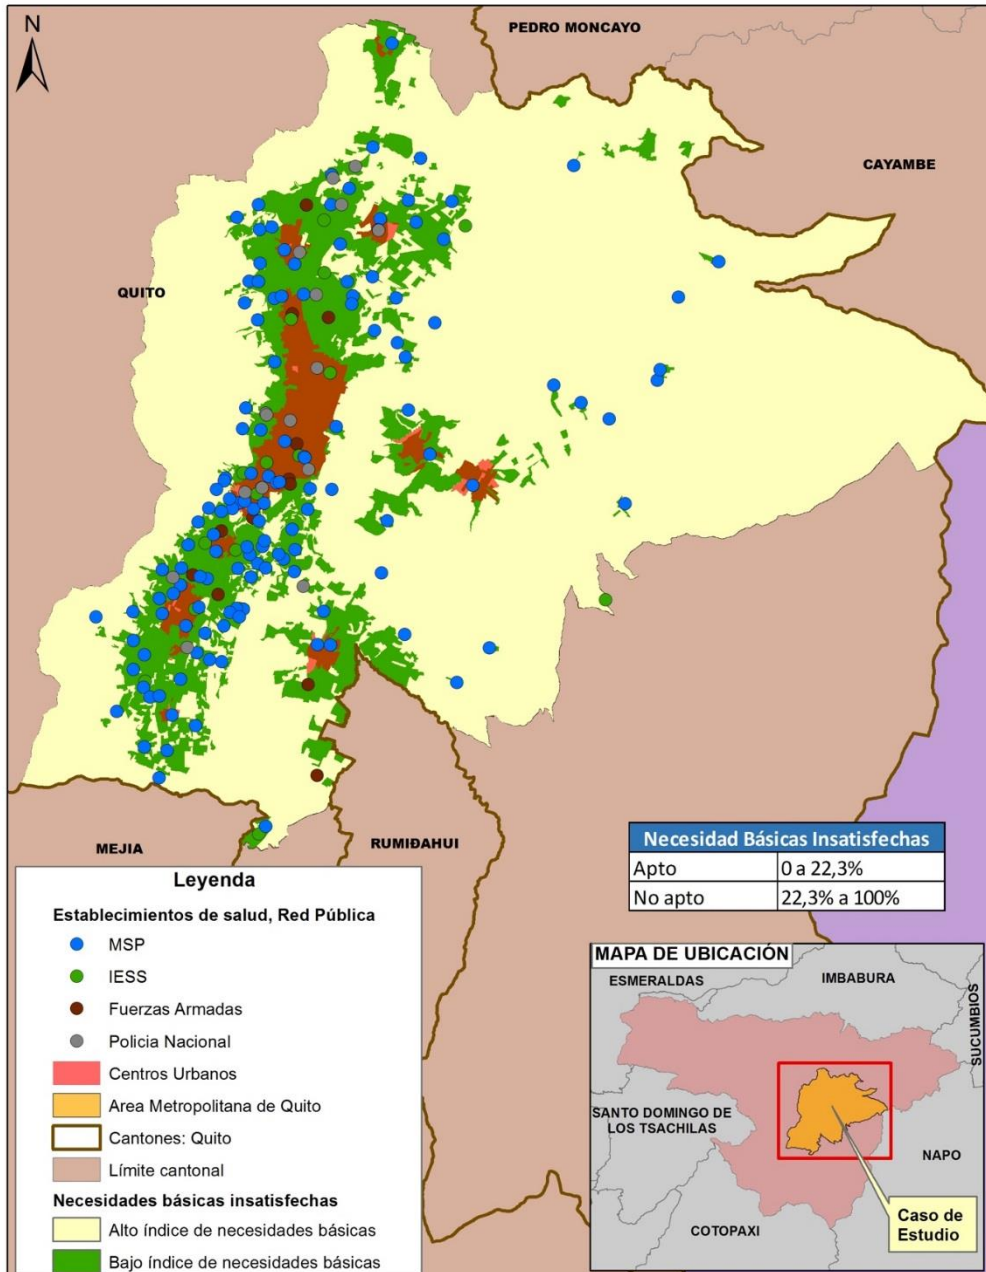 N
PEDRO MONCAYO
CAYAMBE
QUITO
MEJIA
RUMIÐAHUI
Necesidad Básicas Insatisfechas
Apto 0 a 22,3%
No apto 22,3% a 100%
Leyenda
Establecimientos de salud, Red Pública
MSP
IESS
Fuerzas Armadas
Policia Nacional
Centros Urbanos
Area Metropolitana de Quito
Cantones: Quito
Límite cantonal
Necesidades básicas insatisfechas
Alto índice de necesidades básicas
Bajo índice de necesidades básicas
MAPA DE UBICACIÓN
ESMERALDAS
IMBABURA
SUCUMBIOS
SANTO DOMINGO DE
LOS TSACHILAS
NAPO
COTOPAXI
Caso de
Estudio